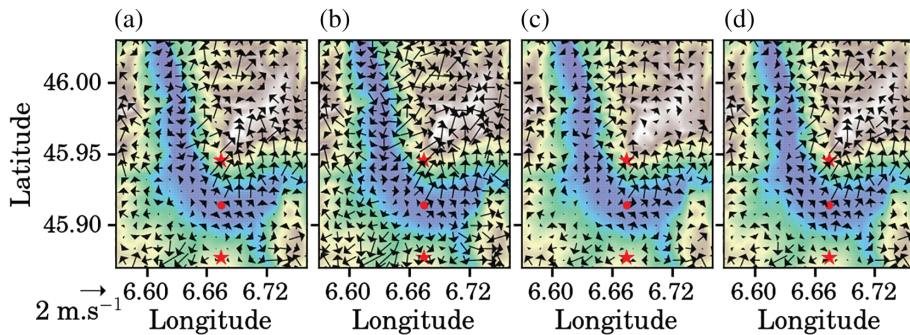 (a) (b) (c) (d)
Latitude
46.00
45.95
45.90
6.60 6.66 6.72 6.60 6.66 6.72 6.60 6.66 6.72 6.60 6.66 6.72
2 m.s⁻¹
Longitude Longitude Longitude Longitude